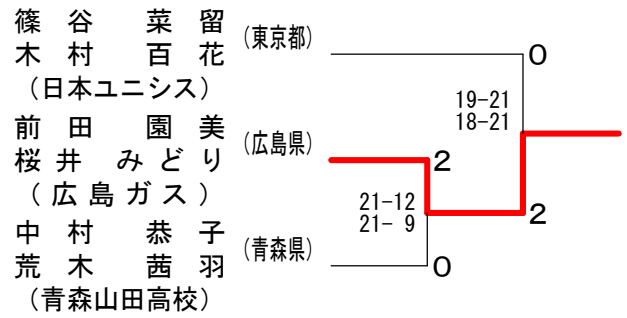 篠谷 菜留
木村 百花
（日本ユニシス）
（東京都）
0
19-21
18-21
前田 園美
桜井 みどり
（広島ガス）
（広島県）
2
21-12
21- 9
2
中村 恭子
荒木 茜羽
（青森山田高校）
（青森県）
0